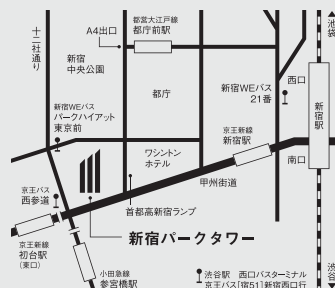 十二社通り
都営大江戸線
都庁前駅
A4出口
池袋
新宿
中央公園
都庁
新宿WEバス
21番
西口
新宿駅
新宿WEバス
パークハイアット
東京前
ワシントン
ホテル
京王新線
新宿駅
南口
甲州街道
京王バス
西参道
首都高新宿ランプ
新宿パークタワー
京王新線
初台駅
(東口)
小田急線
参宮橋駅
渋谷駅 西口バスターミナル
京王バス[宿51]新宿西口行
渋谷